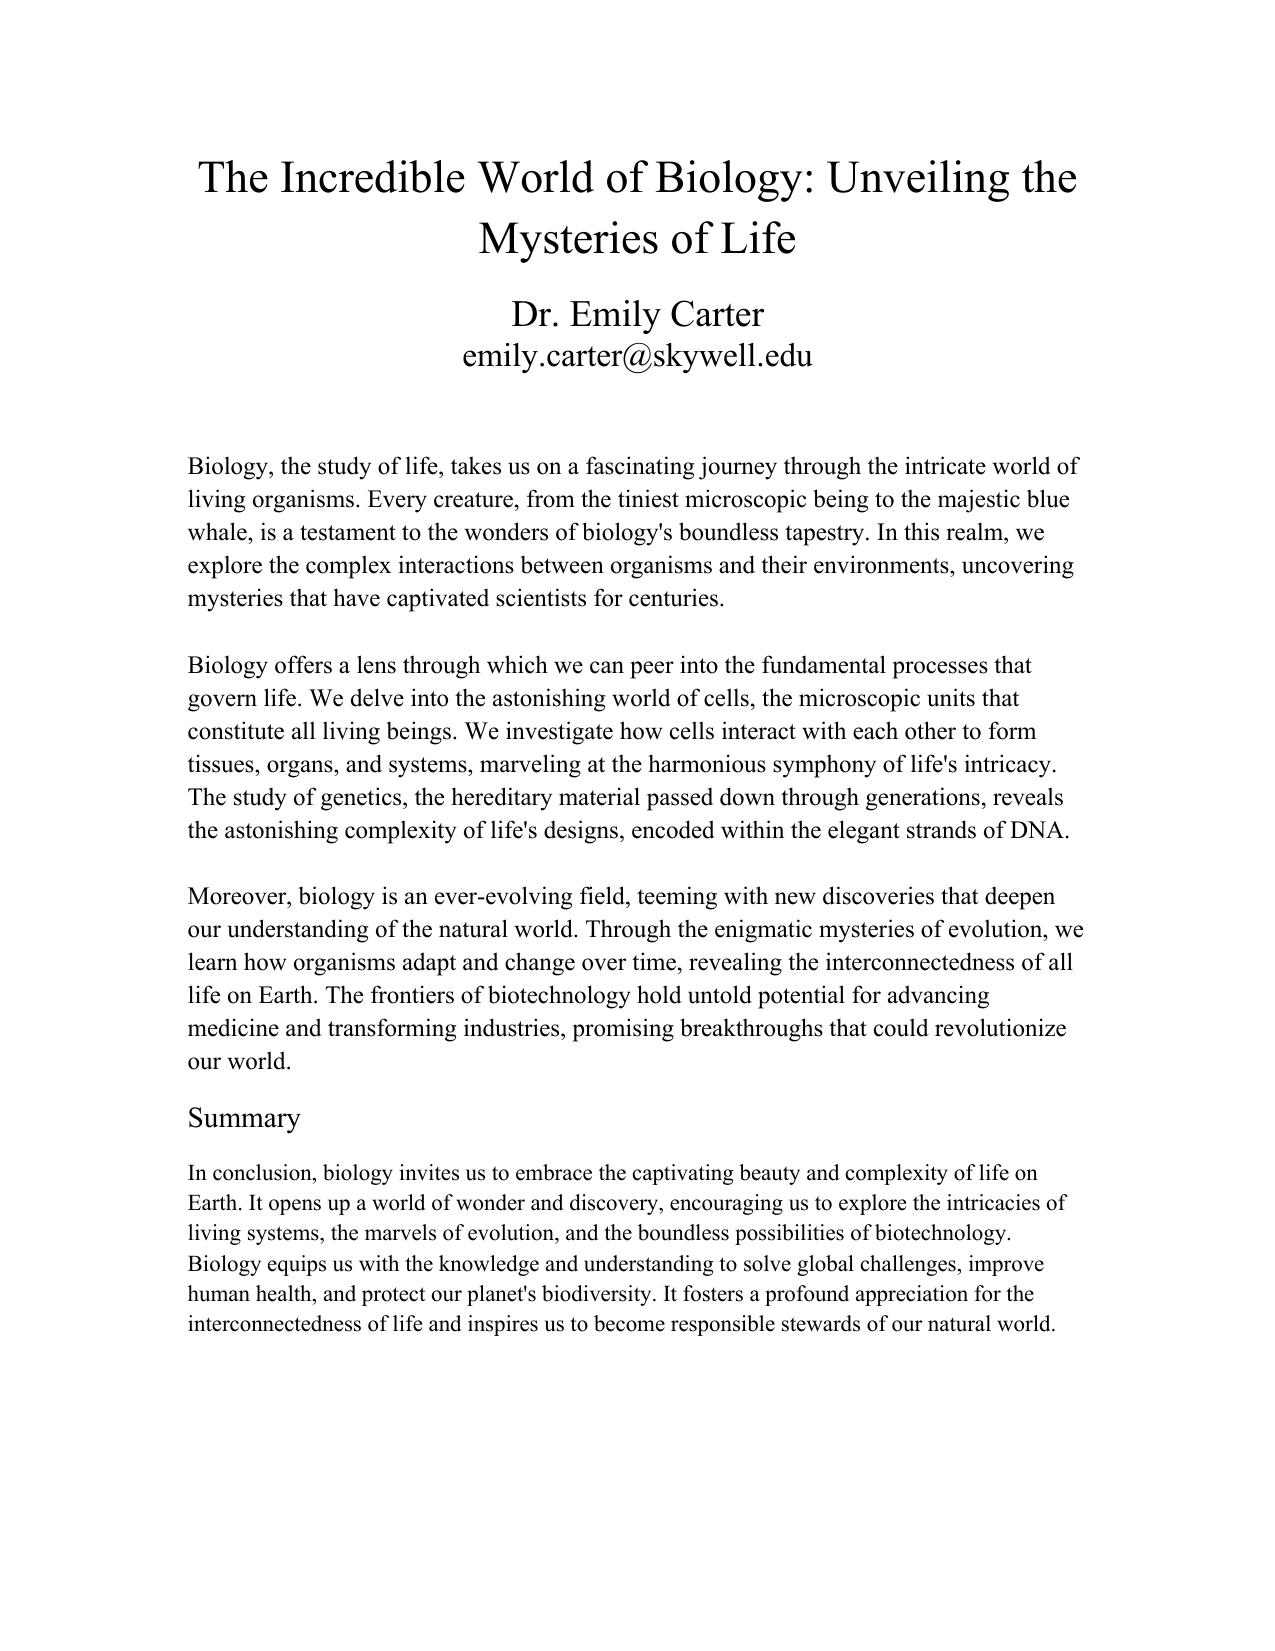 The Incredible World of Biology: Unveiling the
Mysteries of Life
Dr. Emily Carter
emily.carter@skywell.edu
Biology, the study of life, takes us on a fascinating journey through the intricate world of
living organisms. Every creature, from the tiniest microscopic being to the majestic blue
whale, is a testament to the wonders of biology's boundless tapestry. In this realm, we
explore the complex interactions between organisms and their environments, uncovering
mysteries that have captivated scientists for centuries.
Biology offers a lens through which we can peer into the fundamental processes that
govern life. We delve into the astonishing world of cells, the microscopic units that
constitute all living beings. We investigate how cells interact with each other to form
tissues, organs, and systems, marveling at the harmonious symphony of life's intricacy.
The study of genetics, the hereditary material passed down through generations, reveals
the astonishing complexity of life's designs, encoded within the elegant strands of DNA.
Moreover, biology is an ever-evolving field, teeming with new discoveries that deepen
our understanding of the natural world. Through the enigmatic mysteries of evolution, we
learn how organisms adapt and change over time, revealing the interconnectedness of all
life on Earth. The frontiers of biotechnology hold untold potential for advancing
medicine and transforming industries, promising breakthroughs that could revolutionize
our world.
Summary
In conclusion, biology invites us to embrace the captivating beauty and complexity of life on
Earth. It opens up a world of wonder and discovery, encouraging us to explore the intricacies of
living systems, the marvels of evolution, and the boundless possibilities of biotechnology.
Biology equips us with the knowledge and understanding to solve global challenges, improve
human health, and protect our planet's biodiversity. It fosters a profound appreciation for the
interconnectedness of life and inspires us to become responsible stewards of our natural world.